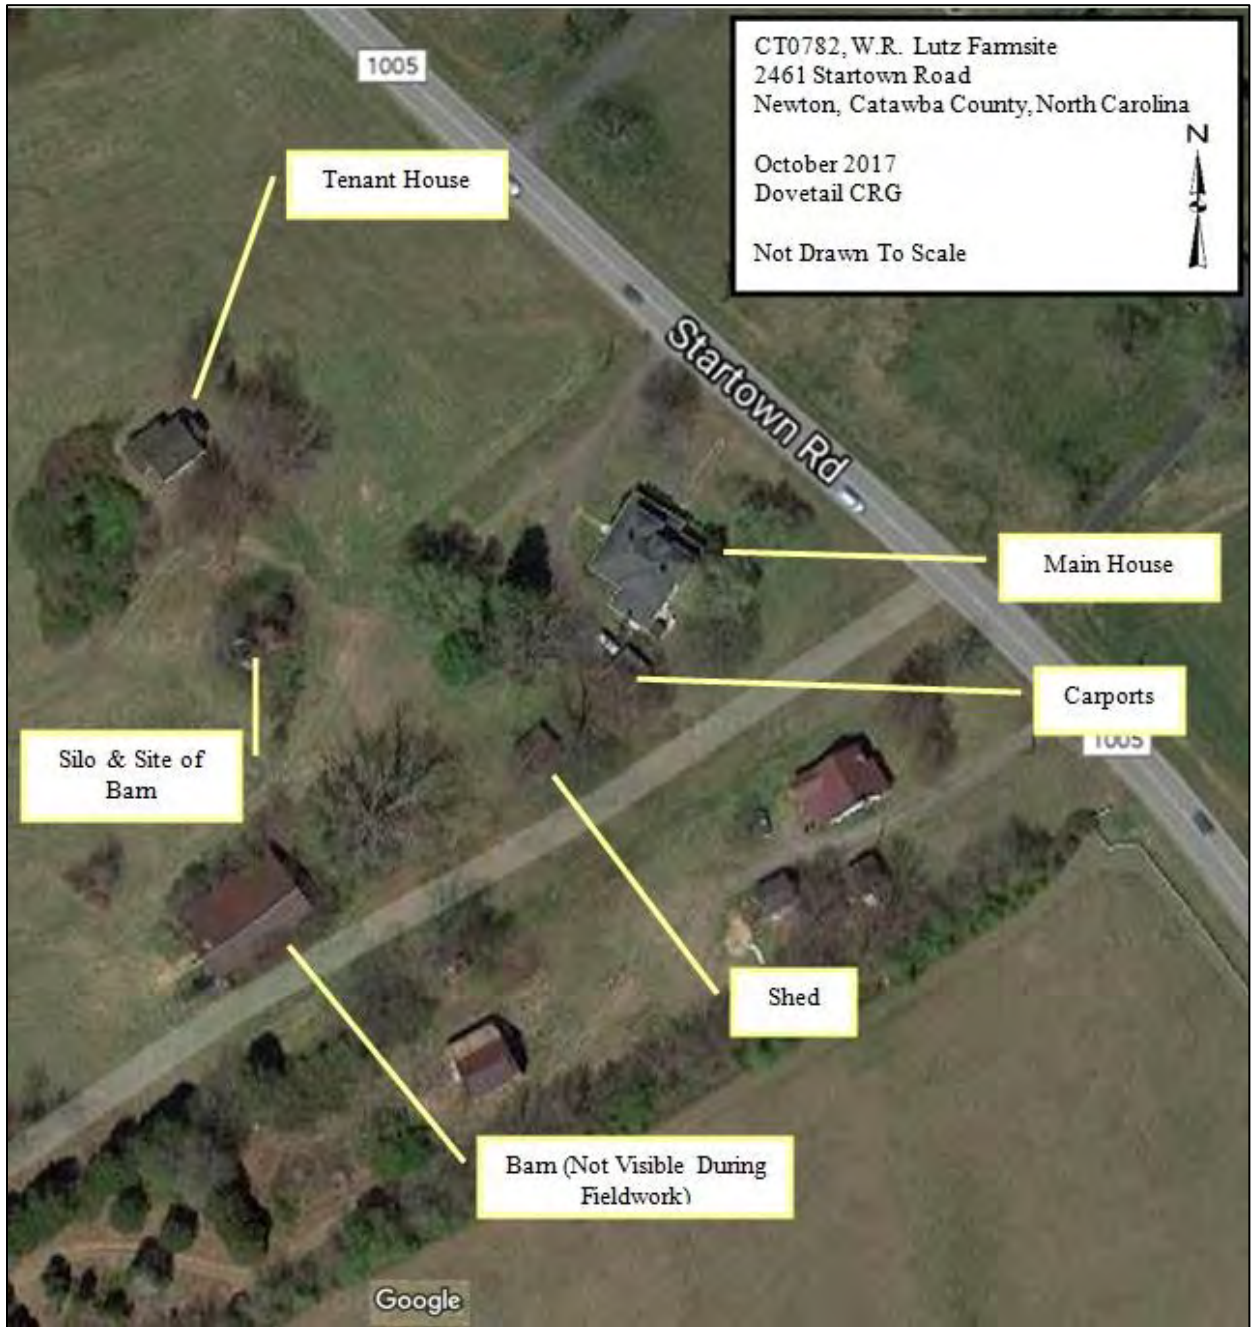 CT0782, W.R. Lutz Farmsite
2461 Startown Road
Newton, Catawba County, North Carolina
N
October 2017
Dovetail CRG
Not Drawn To Scale
1005
Tenant House
Startown Rd
Main House
Carports
1005
Silo & Site of
Barn
Shed
Barn (Not Visible During
Fieldwork)
Google